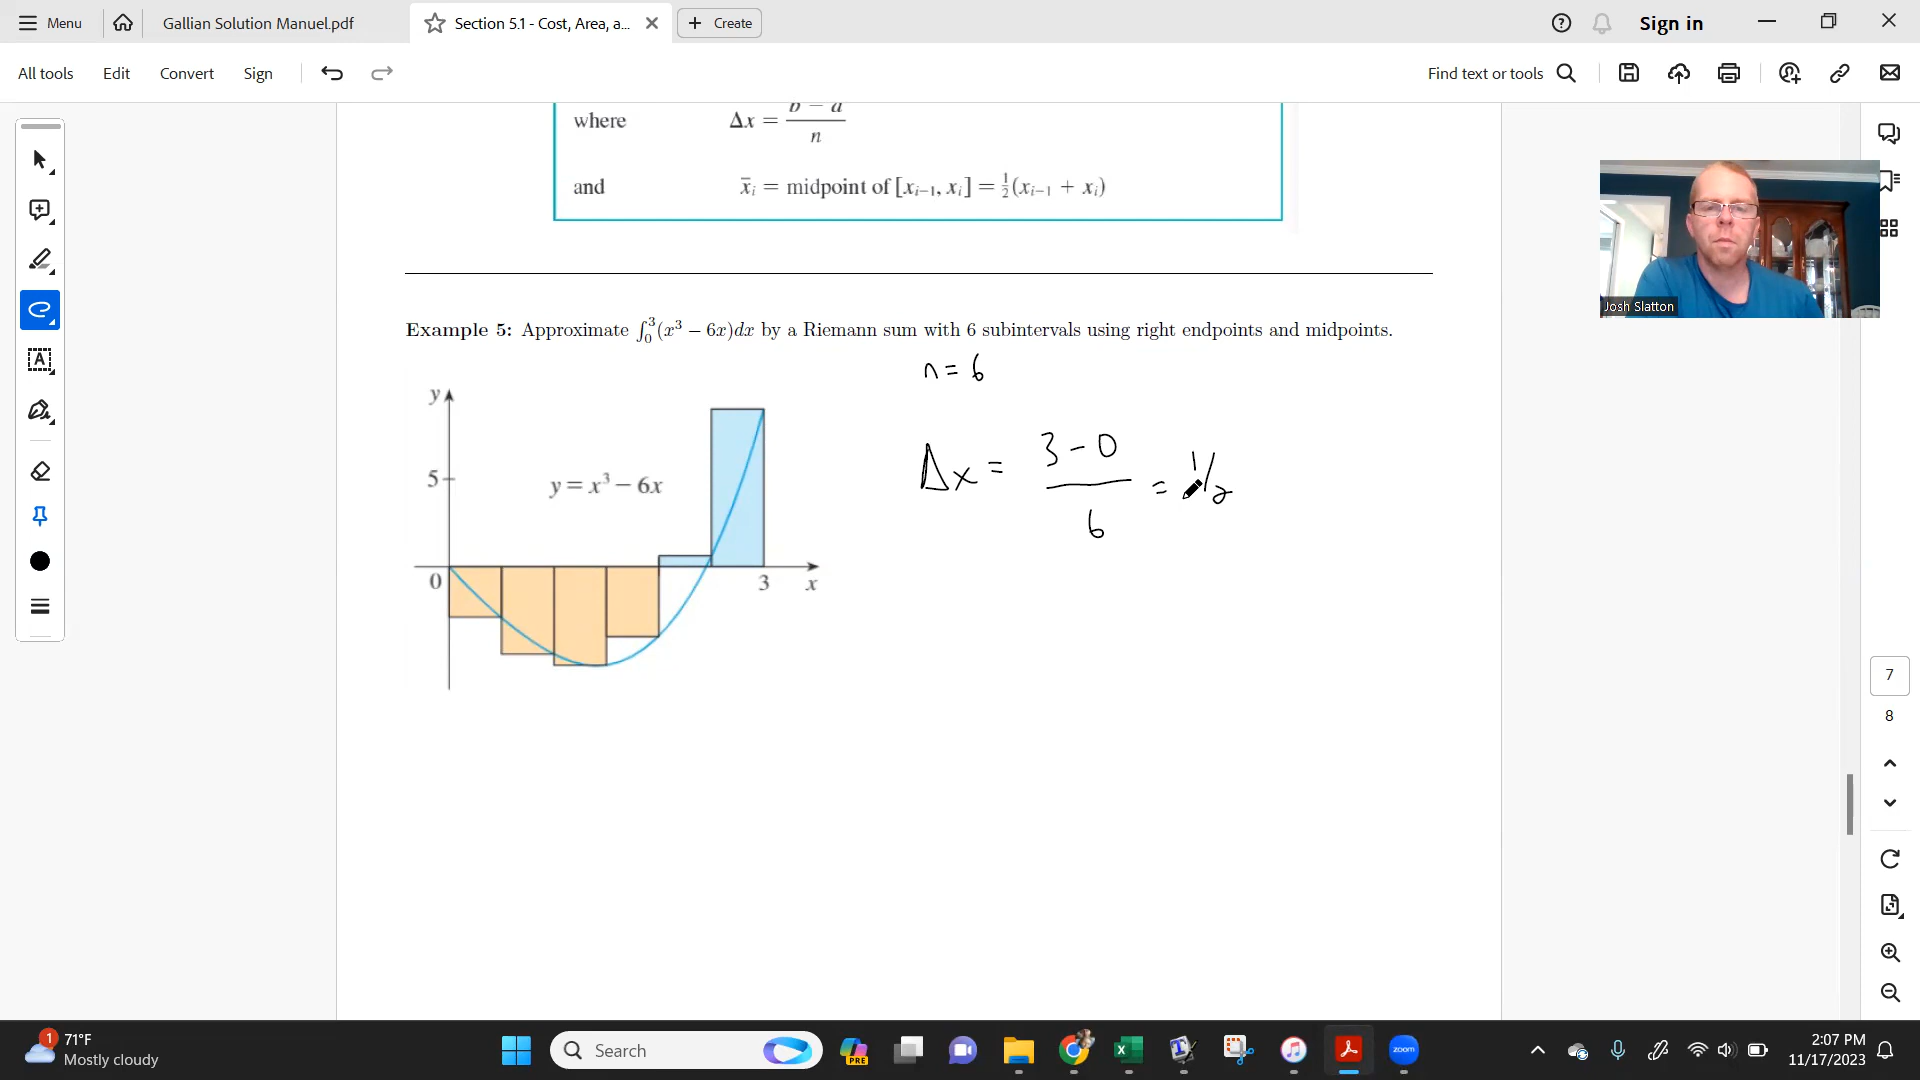 Menu
Gallian Solution Manuel.pdf
Section 5.1 - Cost, Area, a...
Create
Sign in
All tools
Edit
Convert
Sign
Find text or tools
where Δx = b − a / n
and x̄ᵢ = midpoint of [xᵢ₋₁, xᵢ] = ½(xᵢ₋₁ + xᵢ)
Josh Slatton
Example 5: Approximate ∫₀³(x³ − 6x)dx by a Riemann sum with 6 subintervals using right endpoints and midpoints.
n = 6
y
5
y = x³ − 6x
0
3
x
Δx = 3 − 0 / 6 = 1/2
7
8
1
71°F
Mostly cloudy
Search
PRE
zoom
2:07 PM
11/17/2023